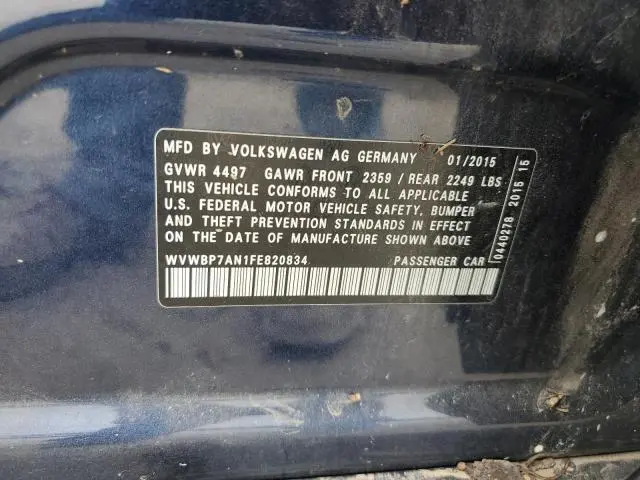 MFD BY VOLKSWAGEN AG GERMANY 01/2015
GVWR 4497 GAWR FRONT 2359 / REAR 2249 LBS
THIS VEHICLE CONFORMS TO ALL APPLICABLE
U.S. FEDERAL MOTOR VEHICLE SAFETY, BUMPER
AND THEFT PREVENTION STANDARDS IN EFFECT
ON THE DATE OF MANUFACTURE SHOWN ABOVE
WVWBP7AN1FE820834 PASSENGER CAR
0440278 2015 15